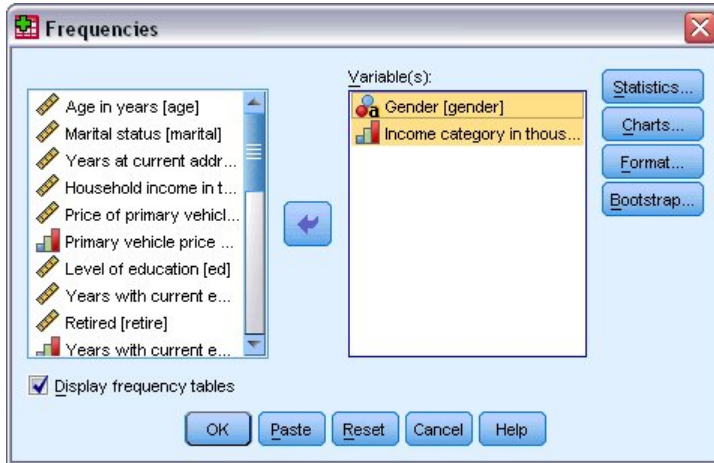 Frequencies
Variable(s):
Age in years [age]
Marital status [marital]
Years at current addr...
Household income in t...
Price of primary vehicl...
Primary vehicle price ...
Level of education [ed]
Years with current e...
Retired [retire]
Years with current e...
Gender [gender]
Income category in thous...
Statistics...
Charts...
Format...
Bootstrap...
Display frequency tables
OK Paste Reset Cancel Help